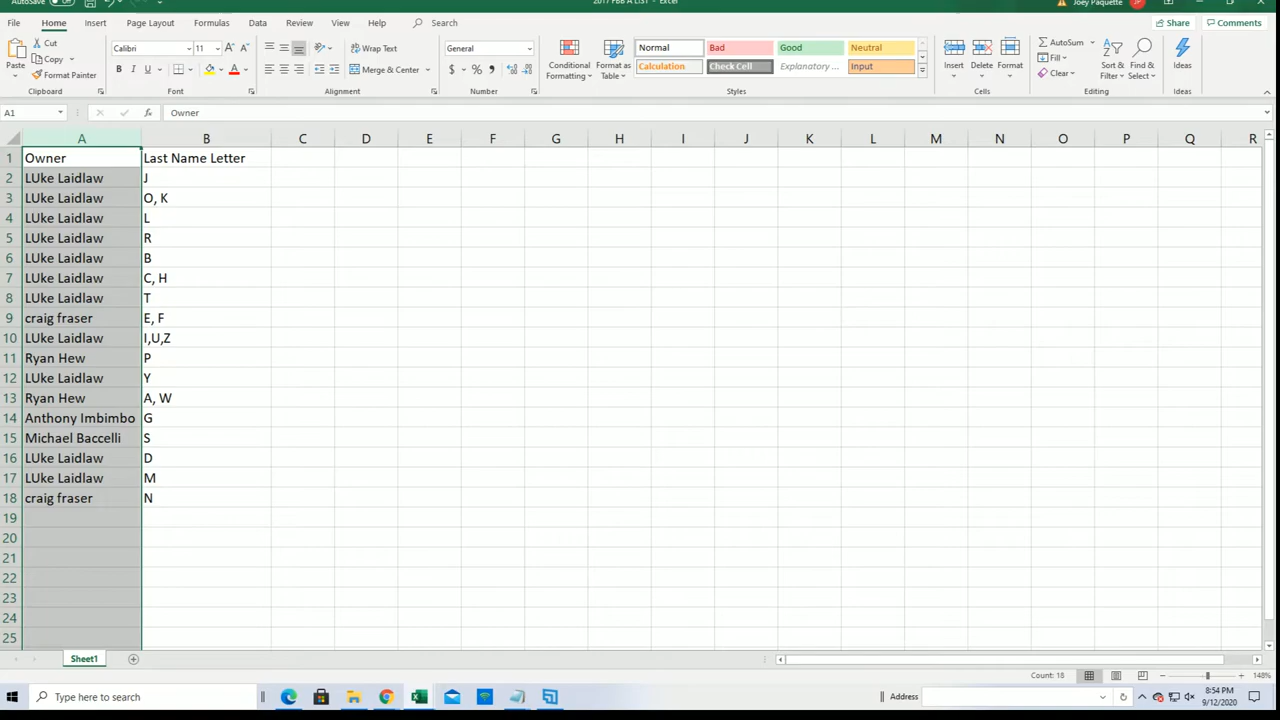 AutoSave Off 2017 FBB A LIST - Excel Joey Paquette JP
File Home Insert Page Layout Formulas Data Review View Help Search Share Comments
Paste Cut Copy Format Painter Clipboard
Calibri 11 A A B I U A Font
Wrap Text Merge & Center Alignment
General $ % , Number
Conditional Formatting Format as Table
Normal Bad Good Neutral
Calculation Check Cell Explanatory ... Input
Styles
Insert Delete Format Cells
AutoSum Fill Clear Sort & Filter Find & Select Editing
Ideas Ideas
A1 fx Owner
A B C D E F G H I J K L M N O P Q R
1 Owner Last Name Letter
2 LUke Laidlaw J
3 LUke Laidlaw O, K
4 LUke Laidlaw L
5 LUke Laidlaw R
6 LUke Laidlaw B
7 LUke Laidlaw C, H
8 LUke Laidlaw T
9 craig fraser E, F
10 LUke Laidlaw I,U,Z
11 Ryan Hew P
12 LUke Laidlaw Y
13 Ryan Hew A, W
14 Anthony Imbimbo G
15 Michael Baccelli S
16 LUke Laidlaw D
17 LUke Laidlaw M
18 craig fraser N
19
20
21
22
23
24
25
Sheet1
Count: 18 148%
Type here to search Address 8:54 PM
9/12/2020